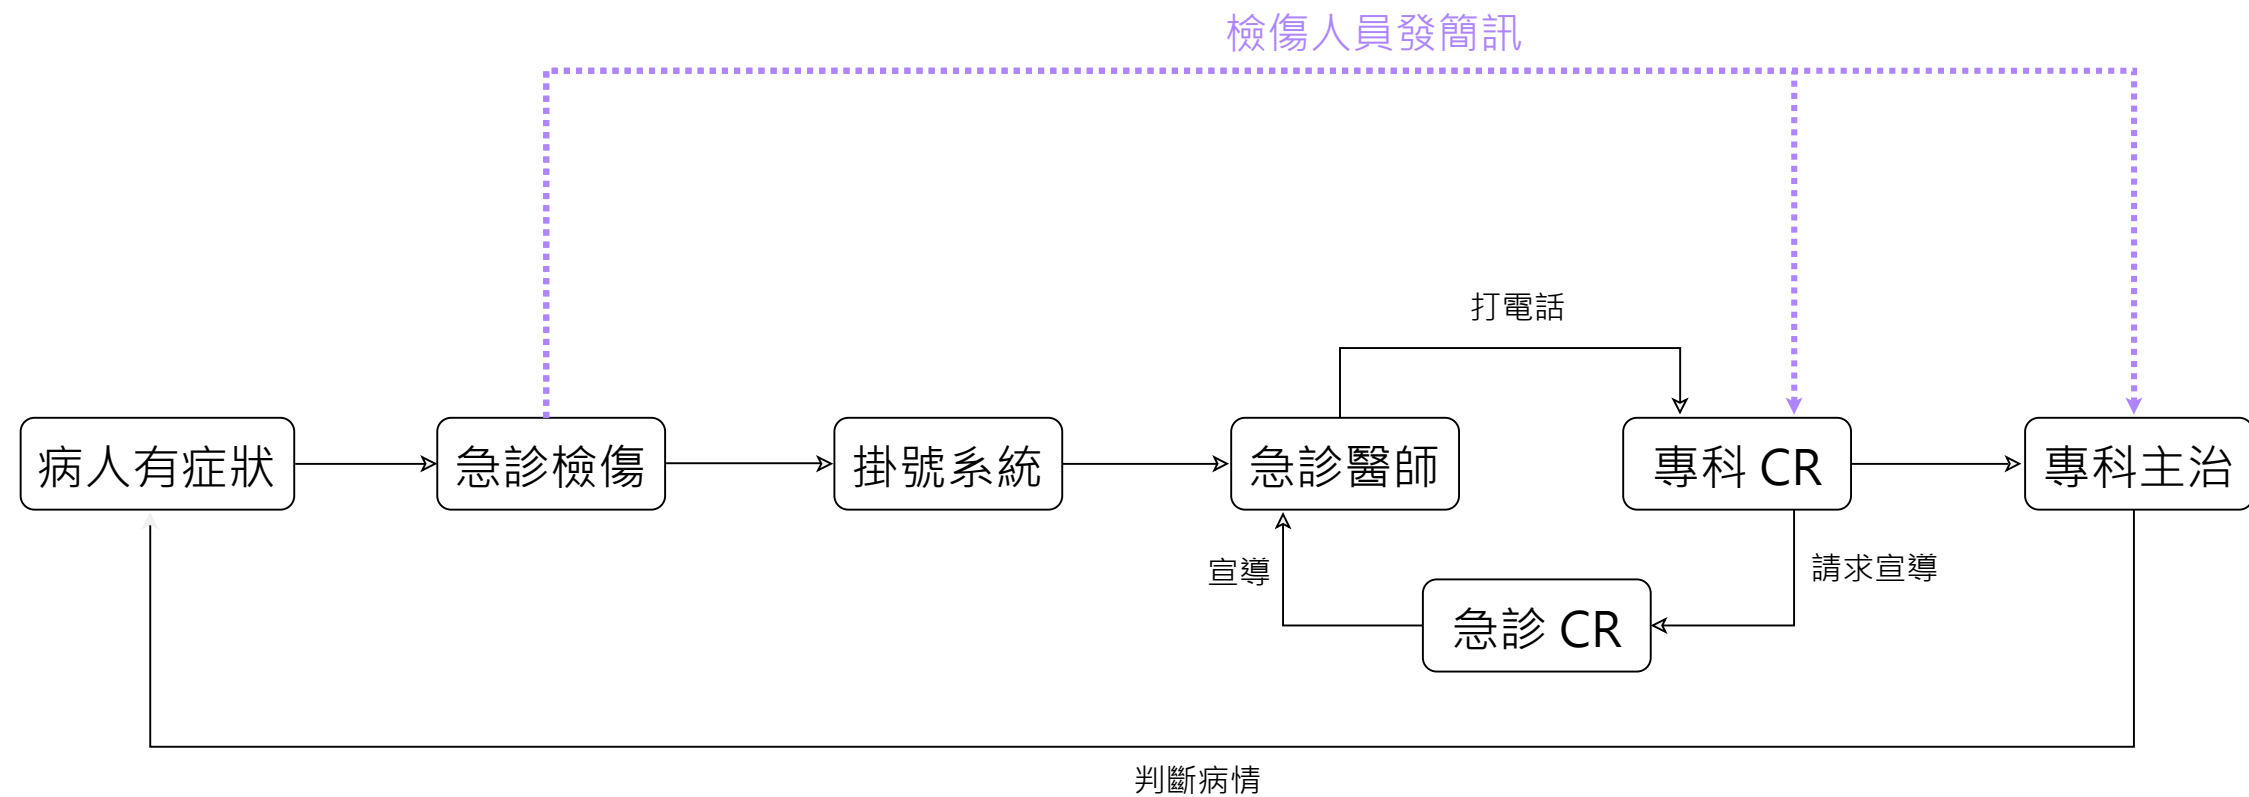 檢傷人員發簡訊
打電話
病人有症狀
急診檢傷
掛號系統
急診醫師
專科 CR
專科主治
宣導
請求宣導
急診 CR
判斷病情